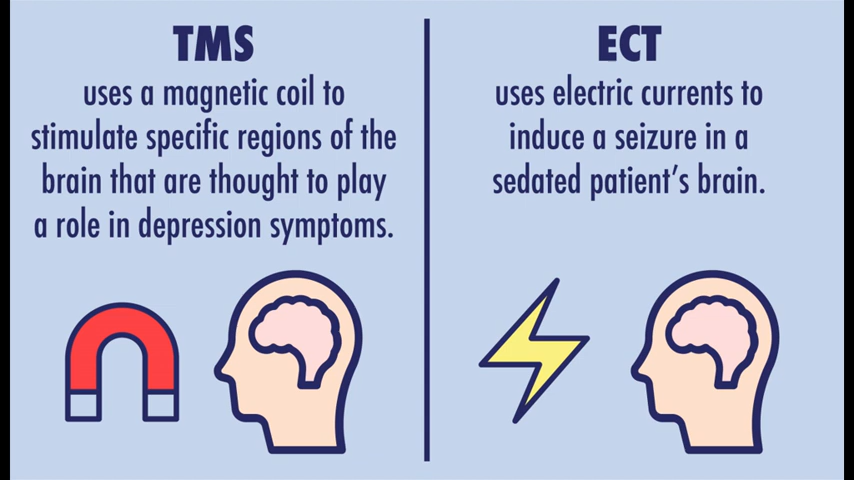 TMS
uses a magnetic coil to
stimulate specific regions of the
brain that are thought to play
a role in depression symptoms.
ECT
uses electric currents to
induce a seizure in a
sedated patient's brain.